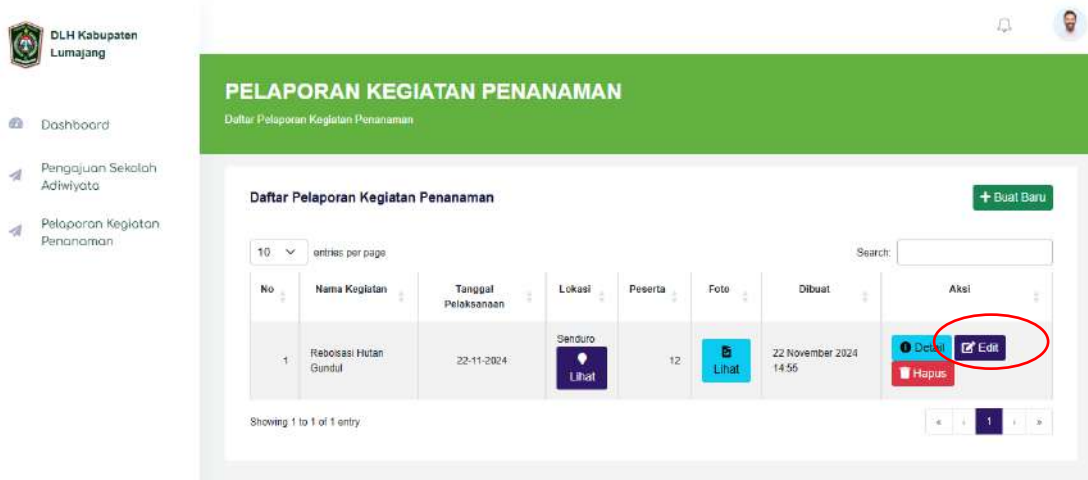 DLH Kabupaten
Lumajang
Dashboard
Pengajuan Sekolah
Adiwiyata
Pelaporan Kegiatan
Penanaman
PELAPORAN KEGIATAN PENANAMAN
Daftar Pelaporan Kegiatan Penanaman
Daftar Pelaporan Kegiatan Penanaman
+ Buat Baru
10 entries per page
Search:
No Nama Kegiatan Tanggal Pelaksanaan Lokasi Peserta Foto Dibuat Aksi
1 Reboisasi Hutan Gundul 22-11-2024 Senduro Lihat 12 Lihat 22 November 2024 14:55 Detail Edit Hapus
Showing 1 to 1 of 1 entry
« ‹ 1 › »